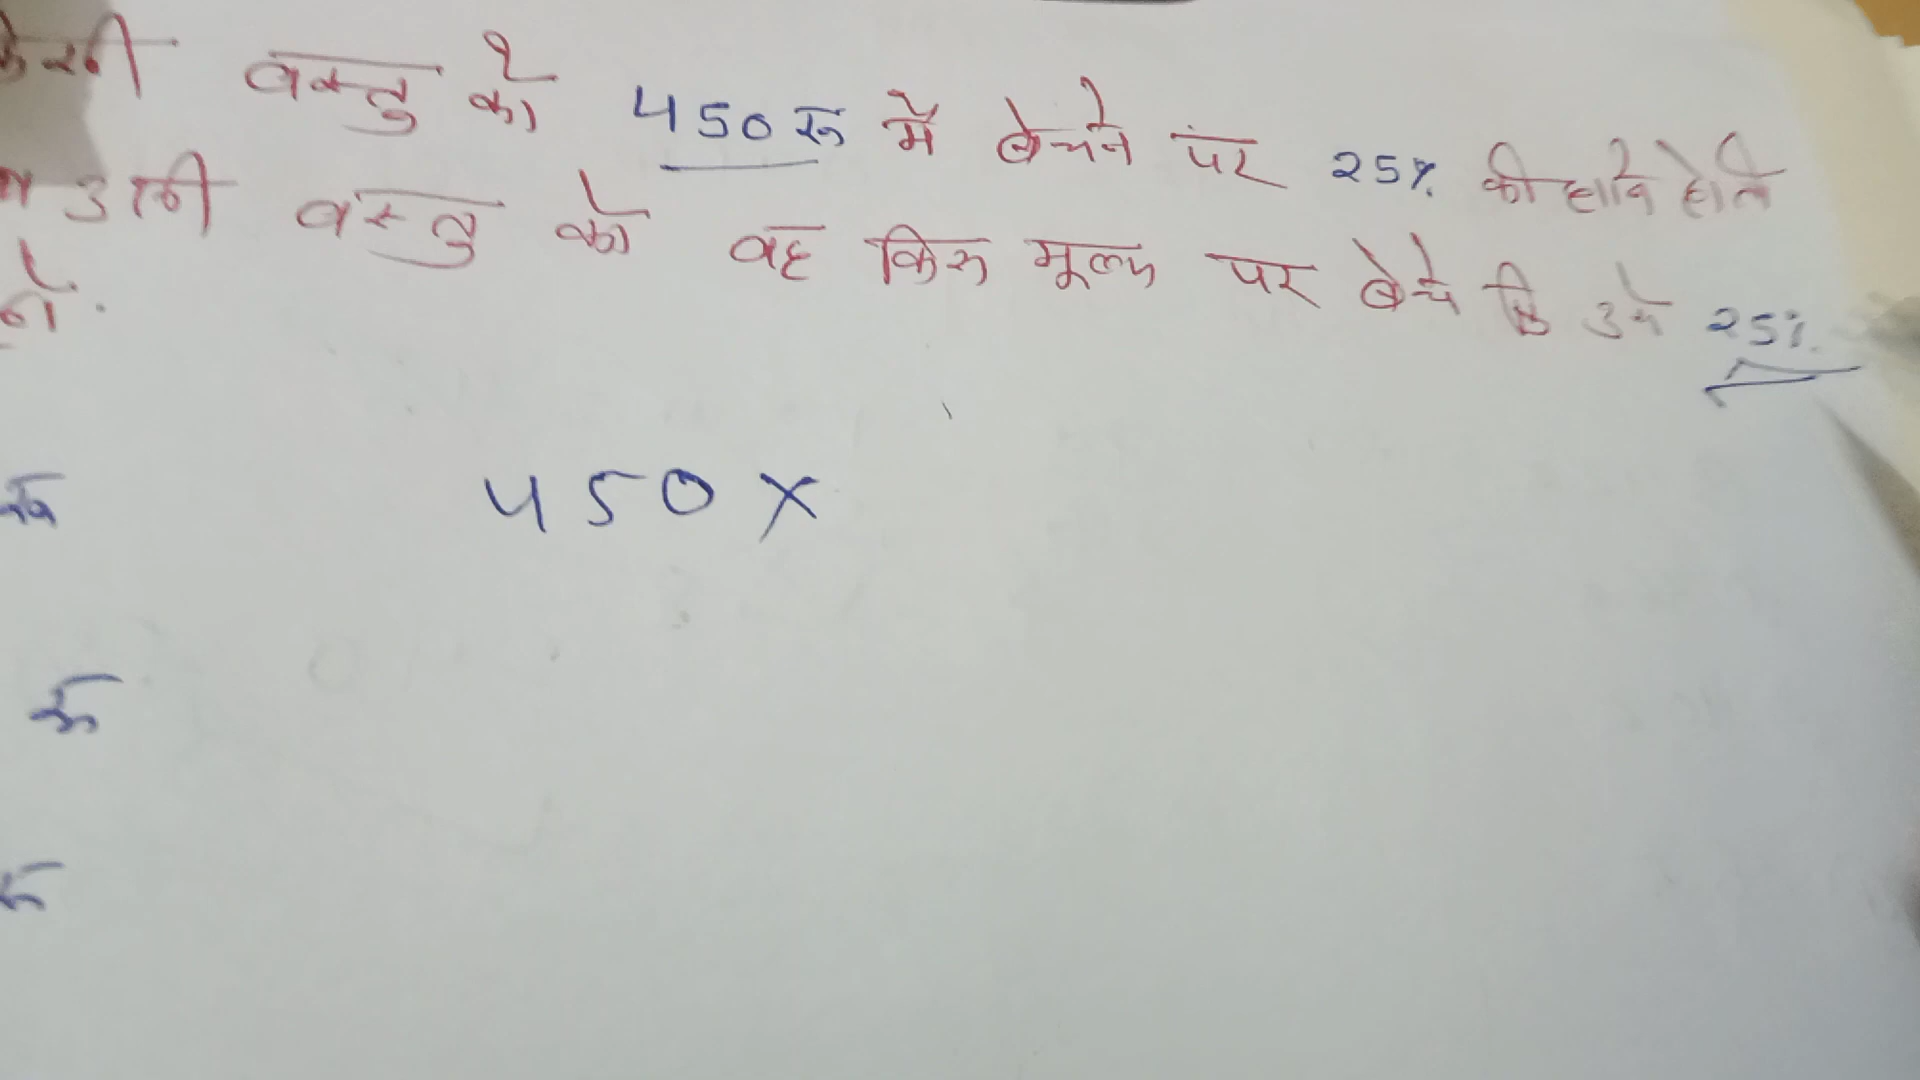 वस्तु को 450 रू में बेचने पर 25% की हानि होती
उसी वस्तु को वह किस मूल्य पर बेचे कि उसे 25%
450 ×
रू